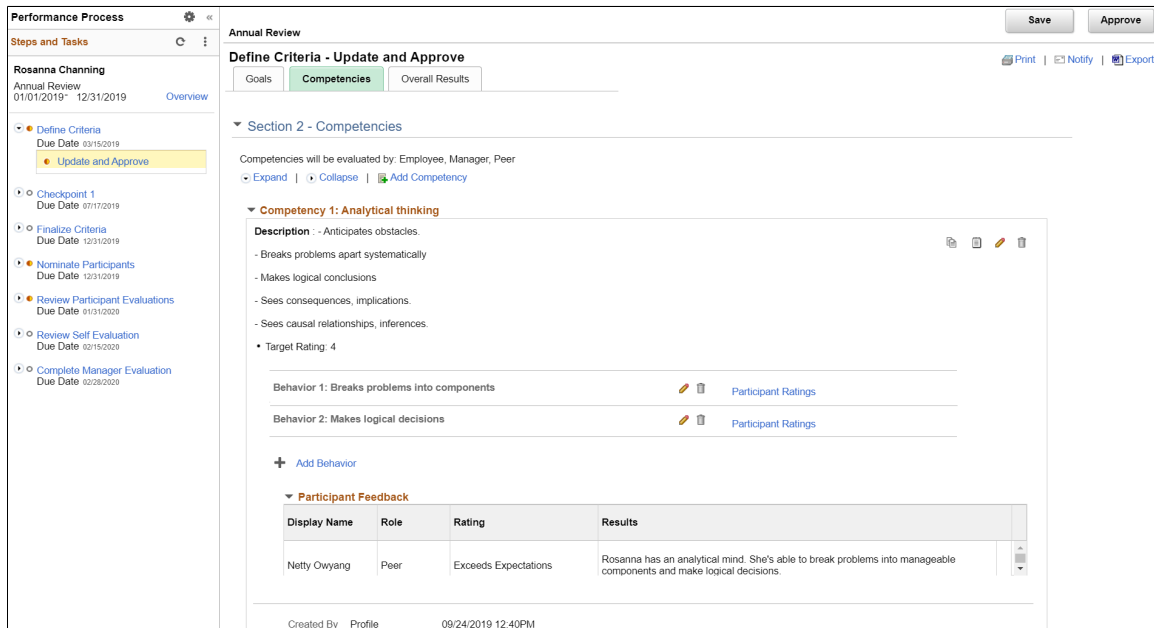 Performance Process
«
Steps and Tasks
Rosanna Channing
Annual Review
01/01/2019- 12/31/2019 Overview
Define Criteria
Due Date 03/15/2019
Update and Approve
Checkpoint 1
Due Date 07/17/2019
Finalize Criteria
Due Date 12/31/2019
Nominate Participants
Due Date 12/31/2019
Review Participant Evaluations
Due Date 01/31/2020
Review Self Evaluation
Due Date 02/15/2020
Complete Manager Evaluation
Due Date 02/28/2020
Save Approve
Annual Review
Define Criteria - Update and Approve
Print | Notify | Export
Goals Competencies Overall Results
Section 2 - Competencies
Competencies will be evaluated by: Employee, Manager, Peer
Expand | Collapse | Add Competency
Competency 1: Analytical thinking
Description : - Anticipates obstacles.
- Breaks problems apart systematically
- Makes logical conclusions
- Sees consequences, implications.
- Sees causal relationships, inferences.
• Target Rating: 4
Behavior 1: Breaks problems into components Participant Ratings
Behavior 2: Makes logical decisions Participant Ratings
Add Behavior
Participant Feedback
Display Name Role Rating Results
Netty Owyang Peer Exceeds Expectations Rosanna has an analytical mind. She's able to break problems into manageable
components and make logical decisions.
Created By Profile 09/24/2019 12:40PM